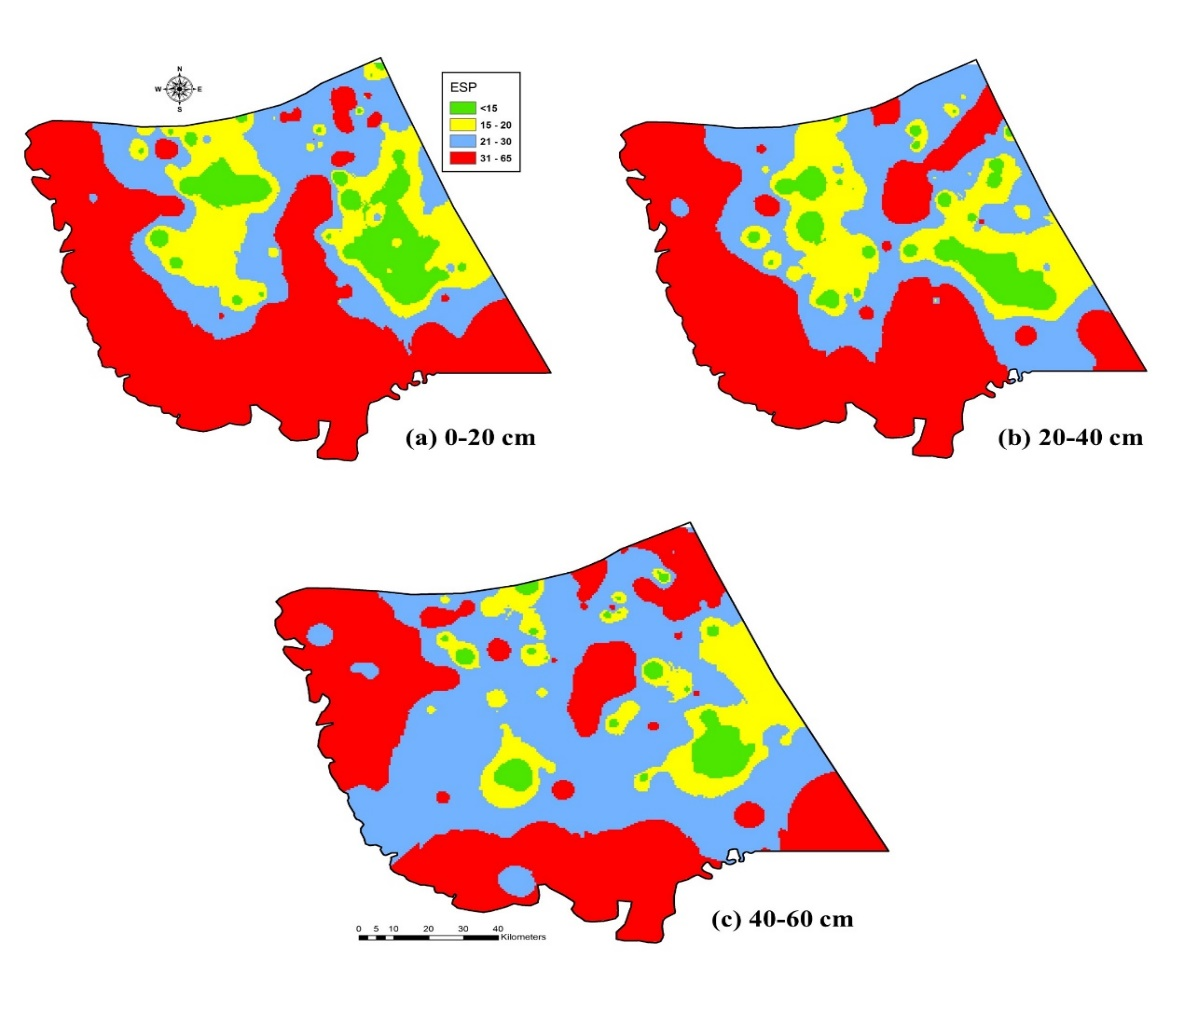 N
W E
S
ESP
<15
15 - 20
21 - 30
31 - 65
(a) 0-20 cm
(b) 20-40 cm
(c) 40-60 cm
0 5 10 20 30 40
Kilometers